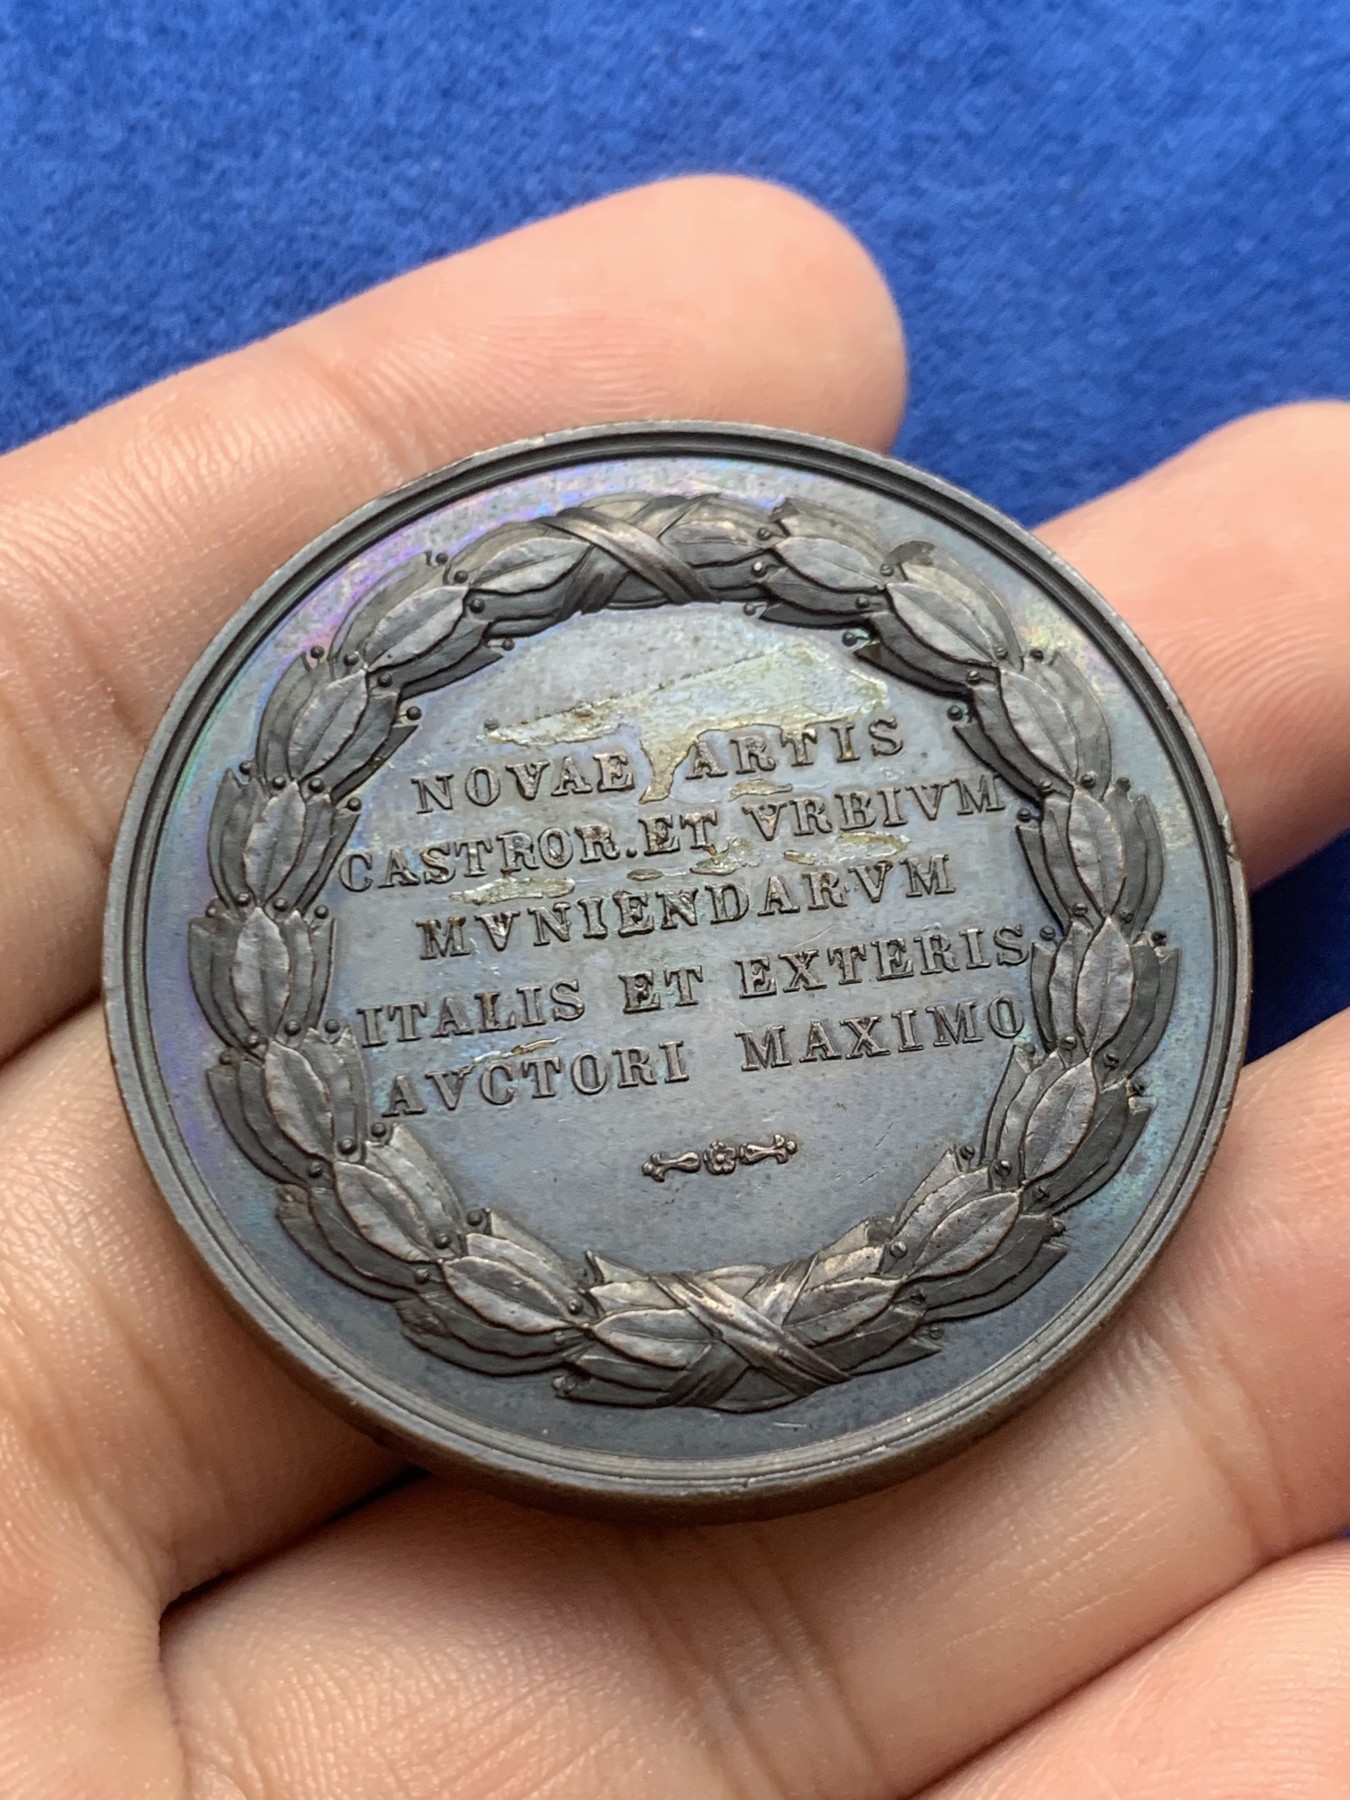 NOVAE ARTIS
CASTROR. ET VRBIVM
MVNIENDARVM
ITALIS ET EXTERIS
AVCTORI MAXIMO